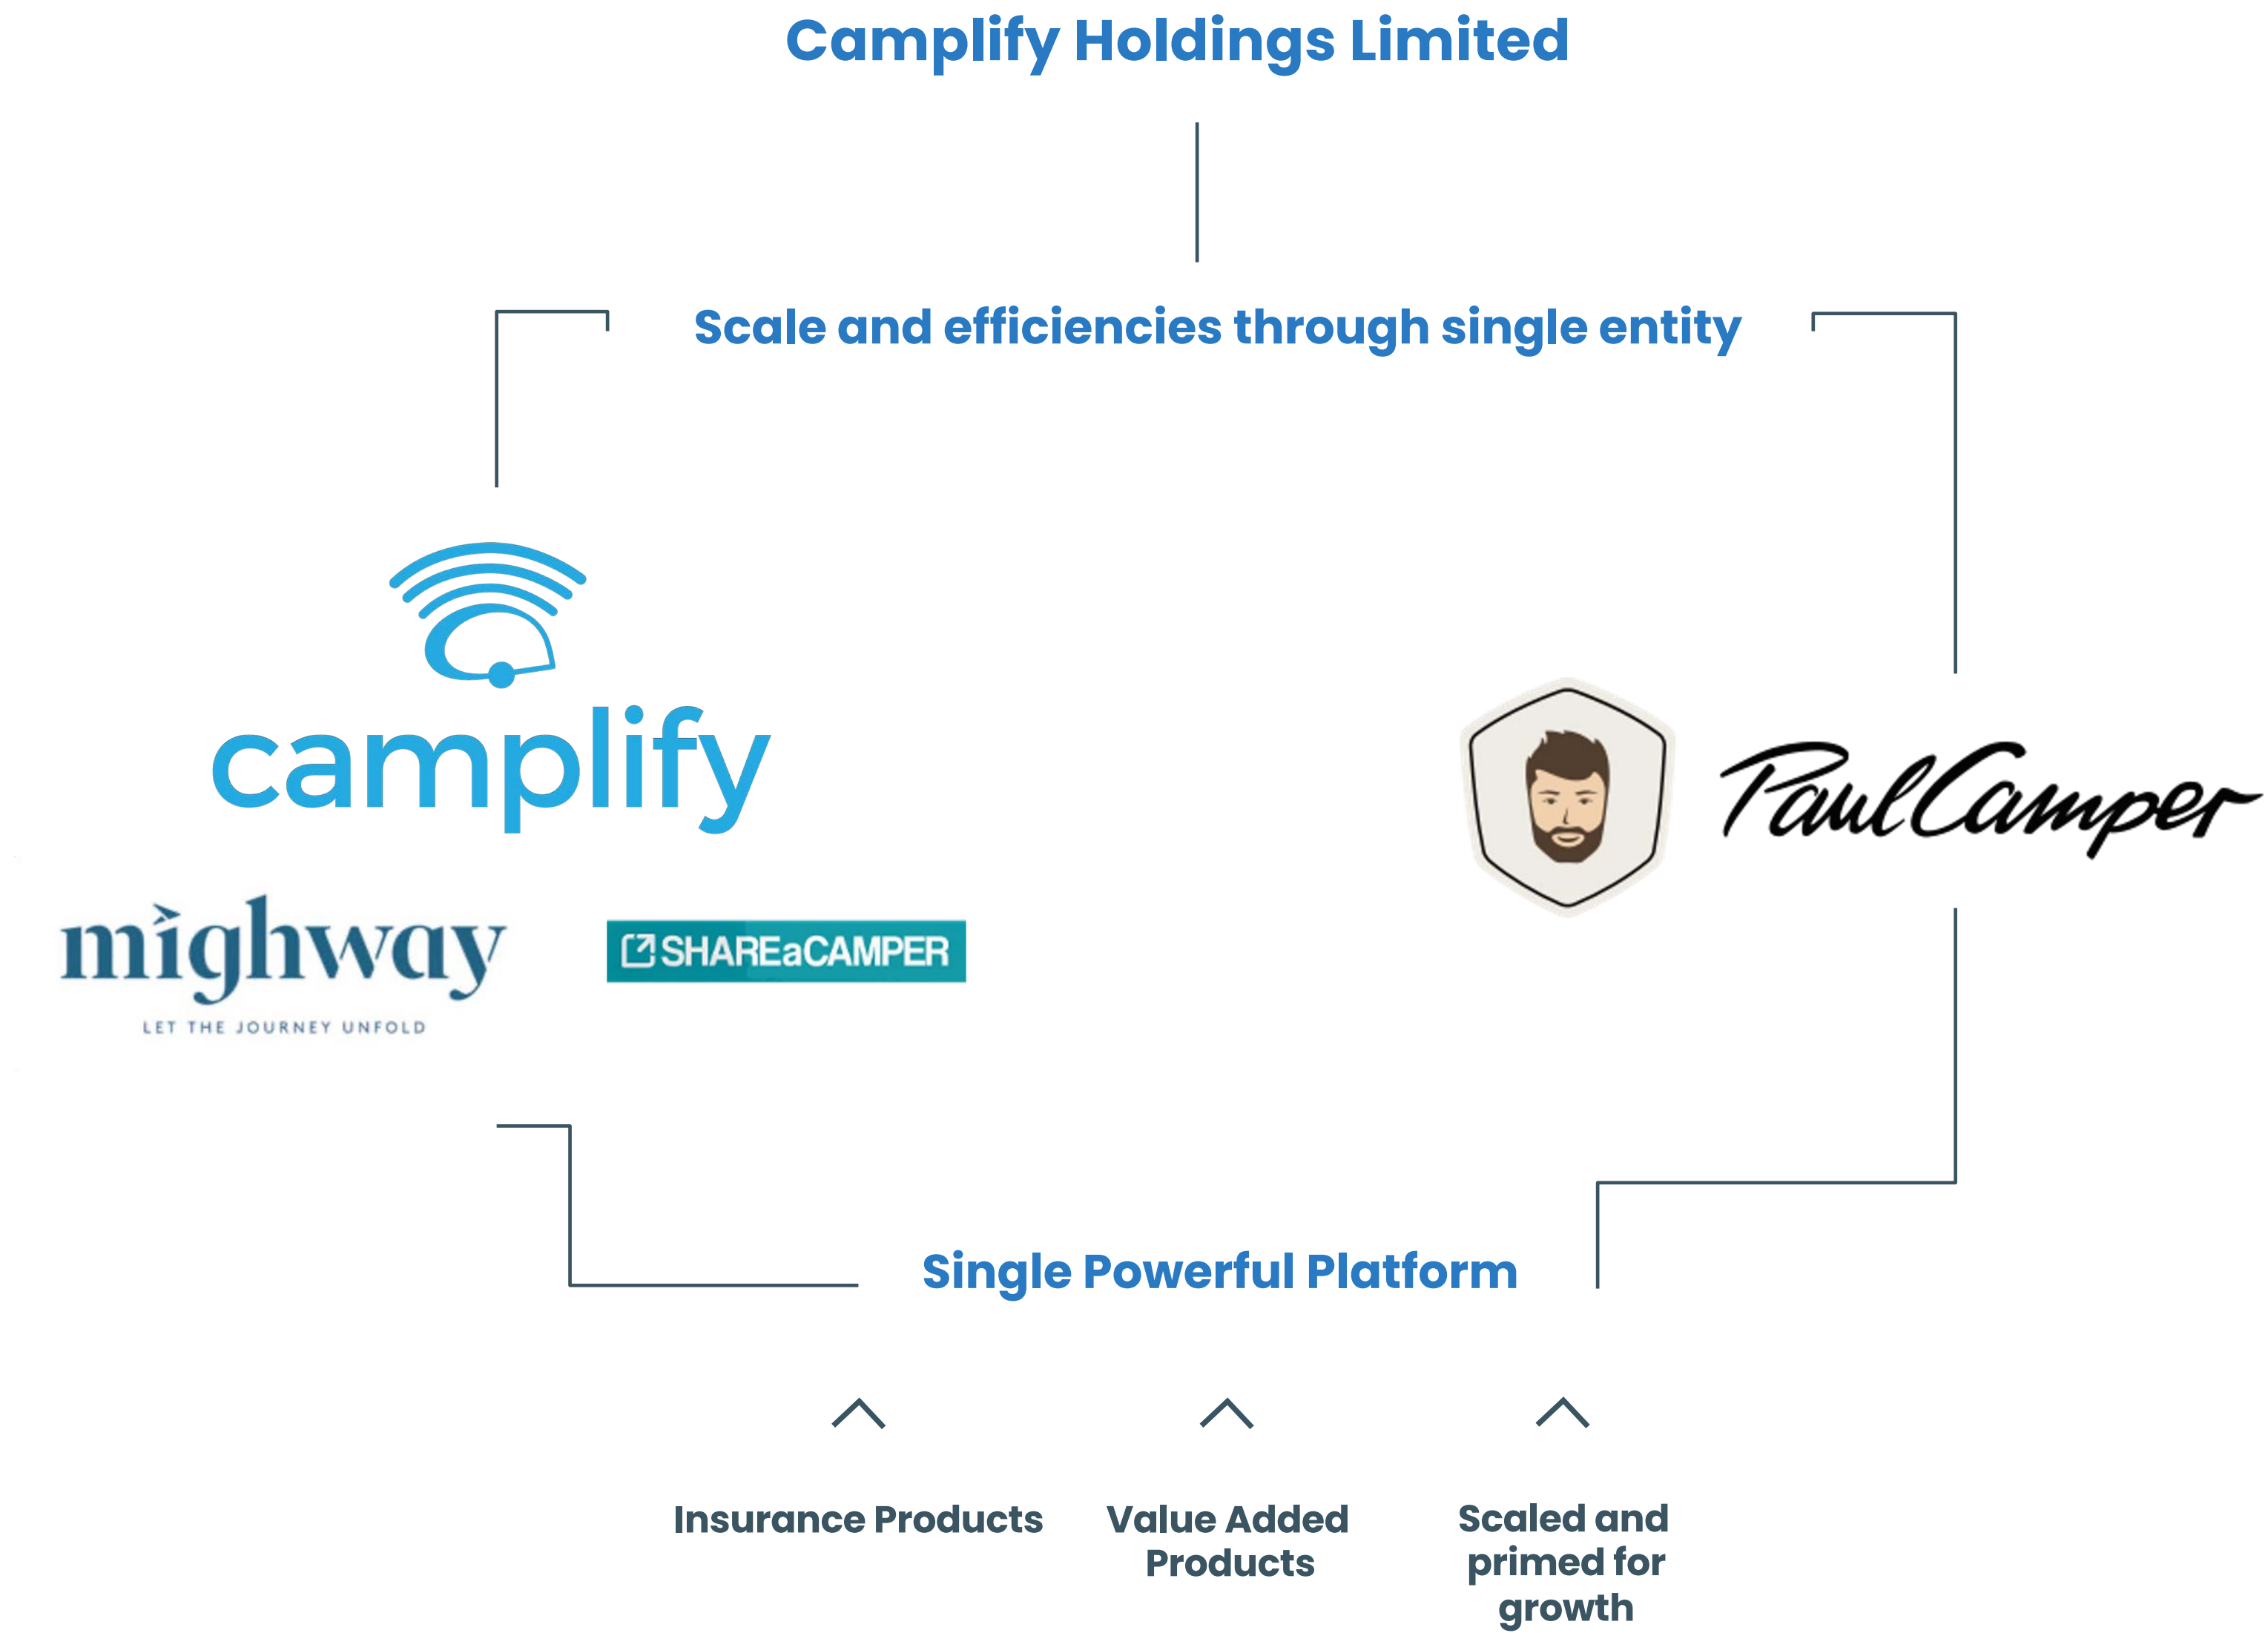 Camplify Holdings Limited
Scale and efficiencies through single entity
camplify
PaulCamper
mighway
LET THE JOURNEY UNFOLD
SHAREaCAMPER
Single Powerful Platform
Insurance Products
Value Added
Products
Scaled and
primed for
growth